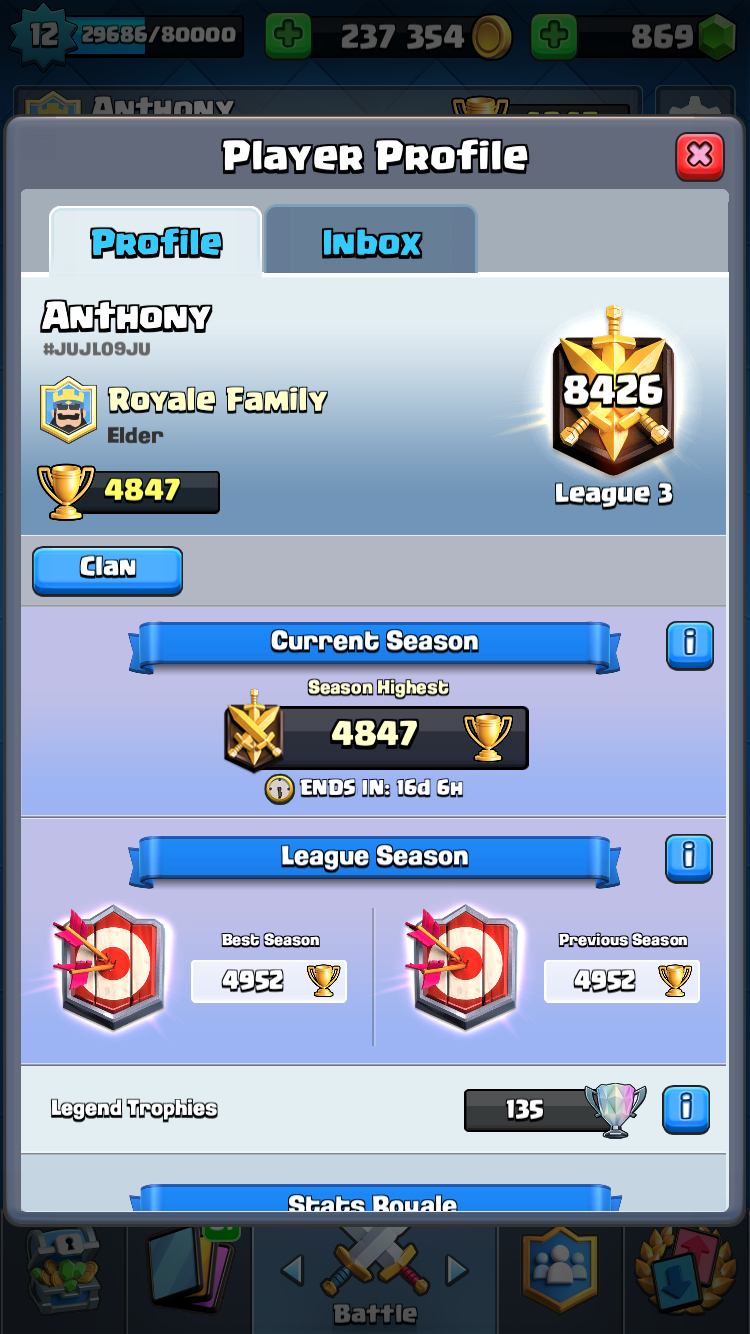 12
29686/80000
237 354
869
Anthony
Player Profile
Profile
Inbox
Anthony
#JUJL09JU
Royale Family
Elder
4847
8426
League 3
Clan
Current Season
Season Highest
4847
ENDS IN: 16d 6H
League Season
Best Season
4952
Previous Season
4952
Legend Trophies
135
Stats Royale
Battle